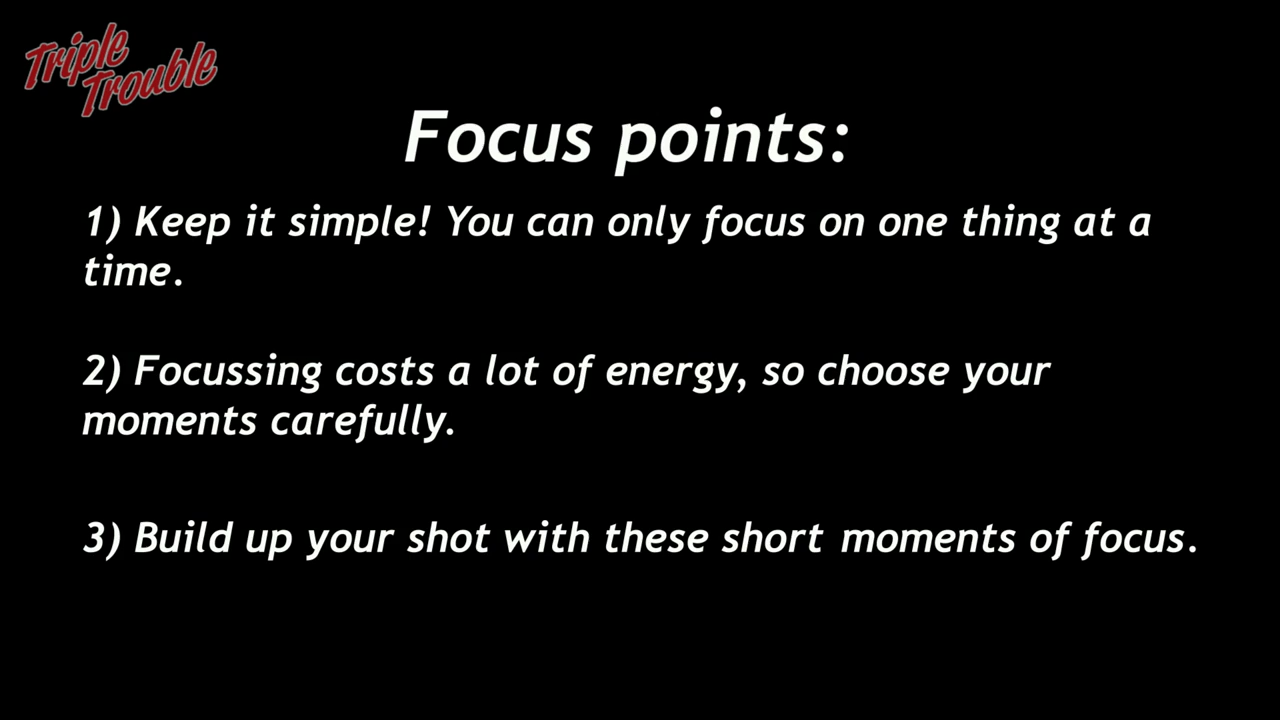 Triple
Trouble
Focus points:
1) Keep it simple! You can only focus on one thing at a
time.
2) Focussing costs a lot of energy, so choose your
moments carefully.
3) Build up your shot with these short moments of focus.